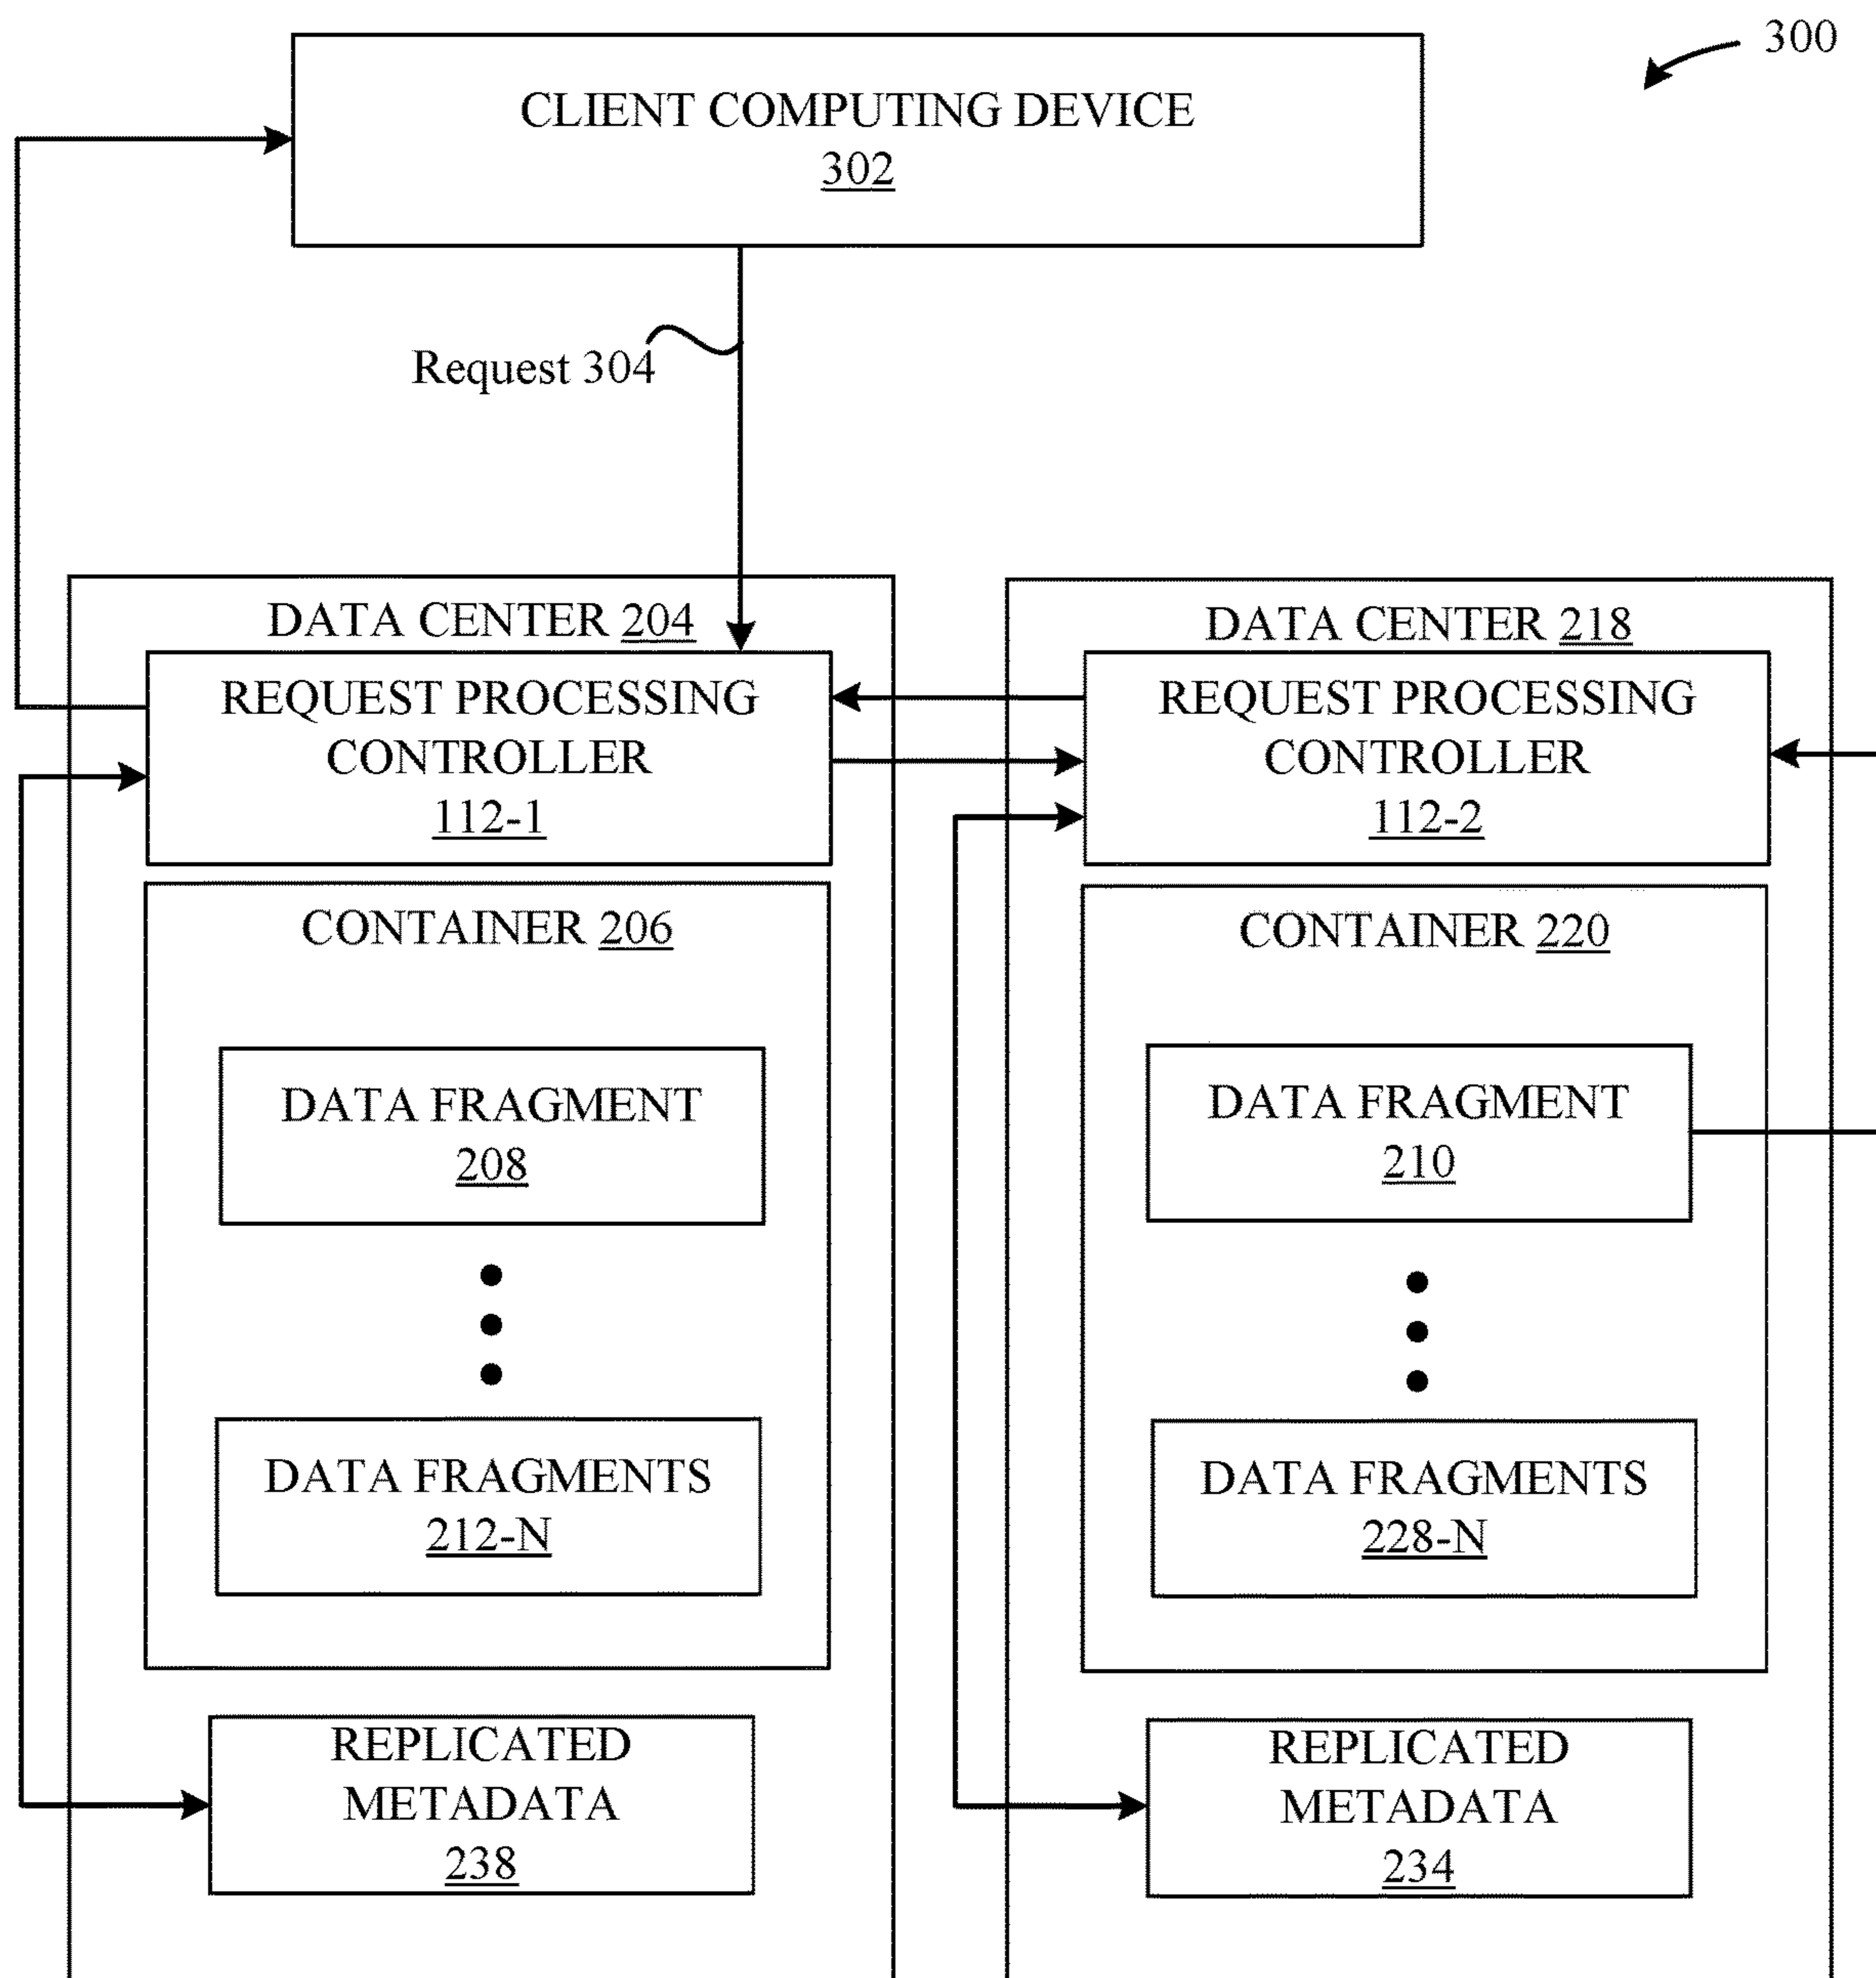 300
CLIENT COMPUTING DEVICE
302
Request 304
DATA CENTER 204
REQUEST PROCESSING
CONTROLLER
112-1
CONTAINER 206
DATA FRAGMENT
208
DATA FRAGMENTS
212-N
REPLICATED
METADATA
238
DATA CENTER 218
REQUEST PROCESSING
CONTROLLER
112-2
CONTAINER 220
DATA FRAGMENT
210
DATA FRAGMENTS
228-N
REPLICATED
METADATA
234